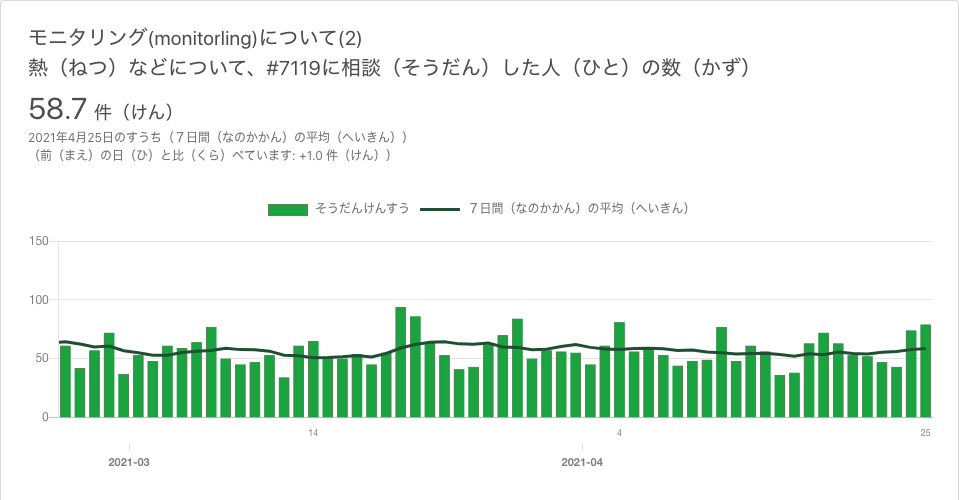 モニタリング(monitorling)について(2)
熱（ねつ）などについて、#7119に相談（そうだん）した人（ひと）の数（かず）
58.7 件（けん）
2021年4月25日のすうち（７日間（なのかかん）の平均（へいきん））
（前（まえ）の日（ひ）と比（くら）べています: +1.0 件（けん））
そうだんけんすう ７日間（なのかかん）の平均（へいきん）
150
100
50
0
14 4 25
2021-03 2021-04